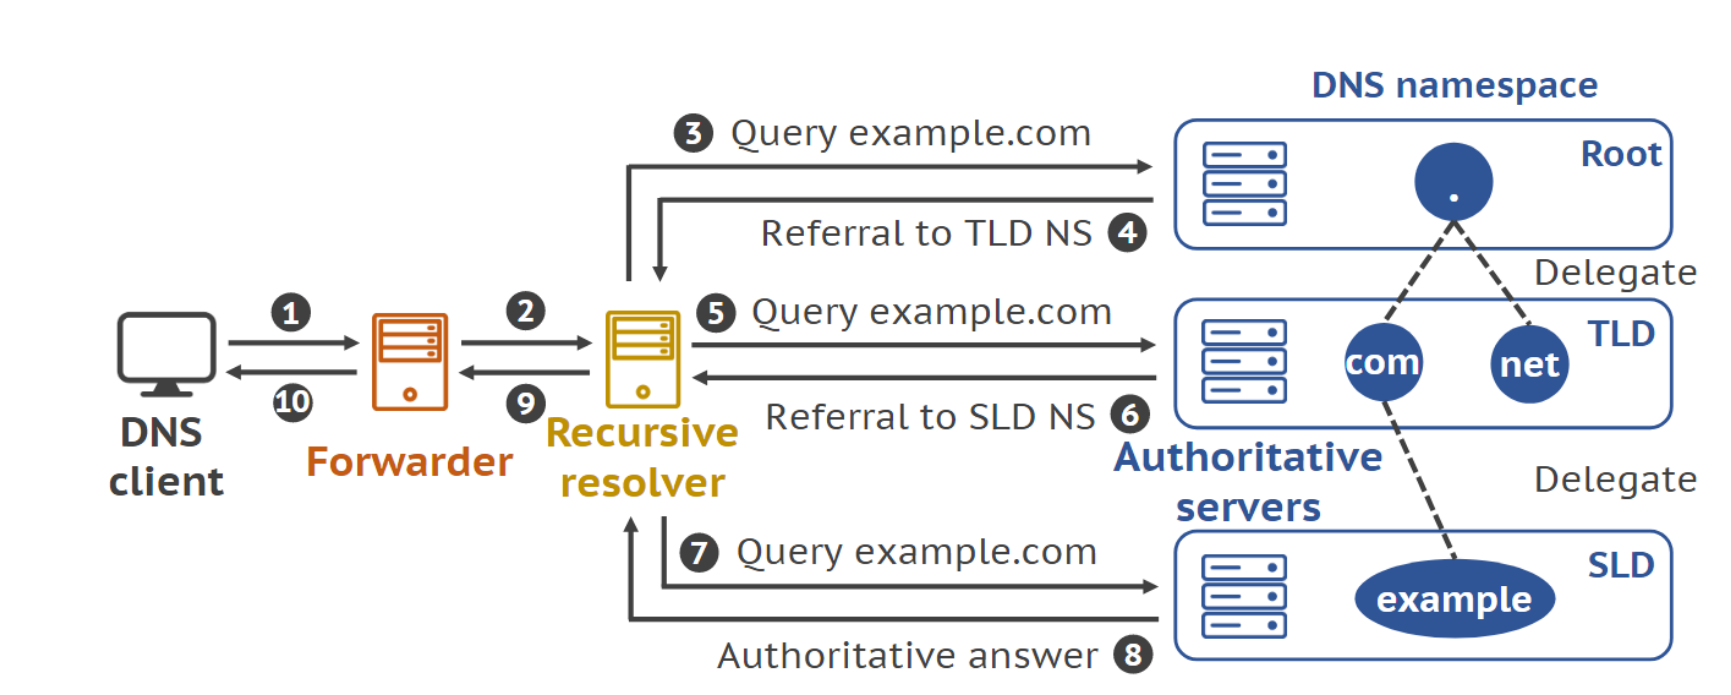 DNS namespace
3 Query example.com
Root
.
Referral to TLD NS 4
Delegate
1
2
5 Query example.com
TLD
com
net
10
9
Referral to SLD NS 6
DNS
client
Forwarder
Recursive
resolver
Authoritative
servers
Delegate
7 Query example.com
SLD
example
Authoritative answer 8